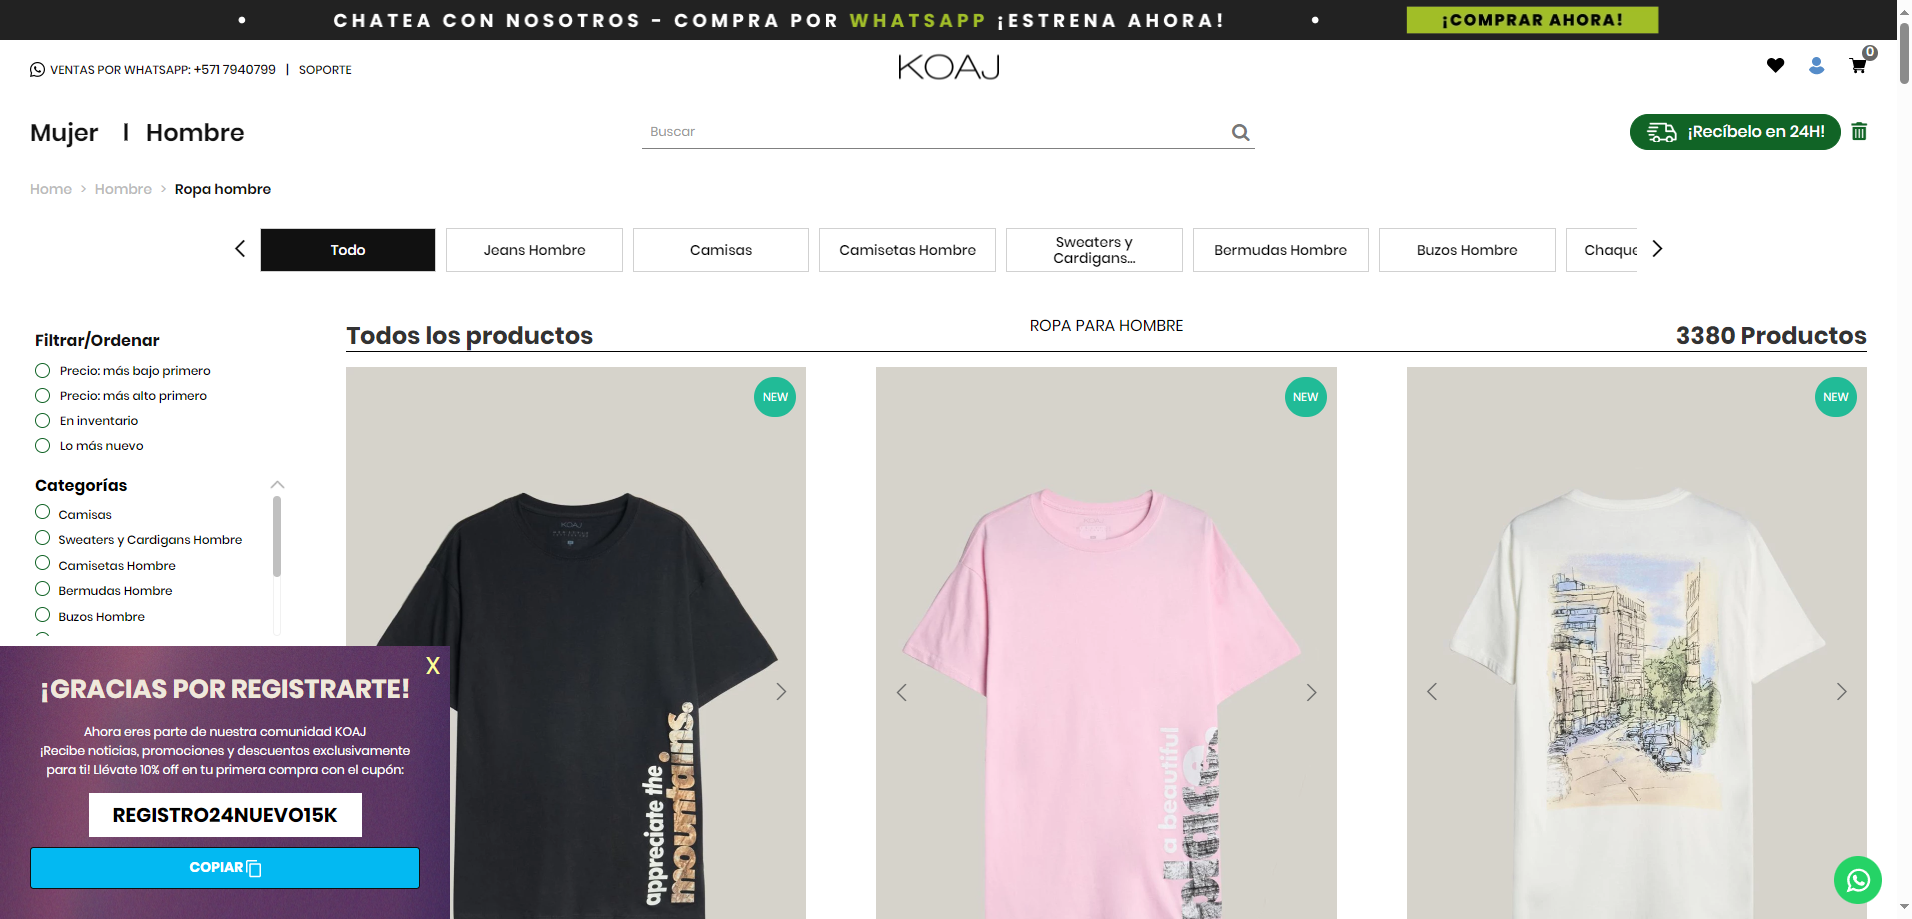 CHATEA CON NOSOTROS - COMPRA POR WHATSAPP ¡ESTRENA AHORA!
¡COMPRAR AHORA!
VENTAS POR WHATSAPP: +571 7940799 | SOPORTE
KOAJ
0
Mujer | Hombre
Buscar
¡Recíbelo en 24H!
Home > Hombre > Ropa hombre
Todo
Jeans Hombre
Camisas
Camisetas Hombre
Sweaters y
Cardigans...
Bermudas Hombre
Buzos Hombre
Chaque
Filtrar/Ordenar
Precio: más bajo primero
Precio: más alto primero
En inventario
Lo más nuevo
Categorías
Camisas
Sweaters y Cardigans Hombre
Camisetas Hombre
Bermudas Hombre
Buzos Hombre
Todos los productos
ROPA PARA HOMBRE
3380 Productos
NEW
NEW
NEW
KOAJ
appreciate the
mountains.
KOAJ
a beautiful
X
¡GRACIAS POR REGISTRARTE!
Ahora eres parte de nuestra comunidad KOAJ
¡Recibe noticias, promociones y descuentos exclusivamente
para ti! Llévate 10% off en tu primera compra con el cupón:
REGISTRO24NUEVO15K
COPIAR